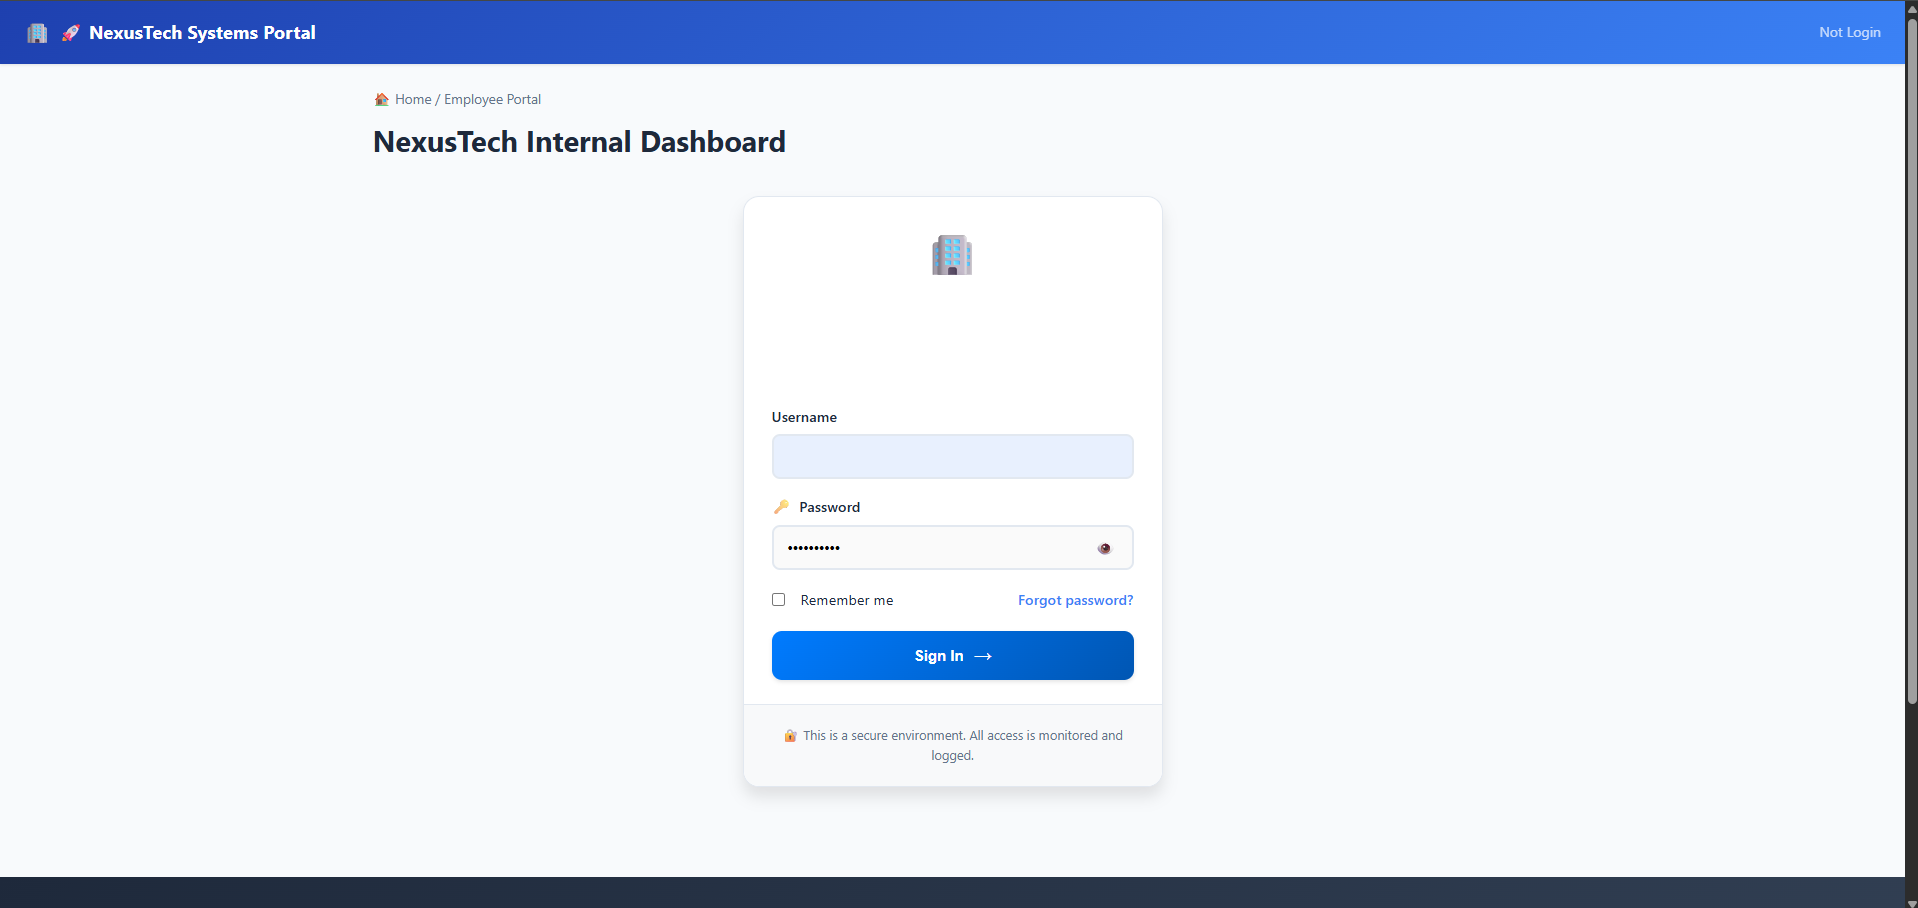 NexusTech Systems Portal
Not Login
Home / Employee Portal
NexusTech Internal Dashboard
Username
Password
••••••••••
Remember me
Forgot password?
Sign In →
This is a secure environment. All access is monitored and
logged.